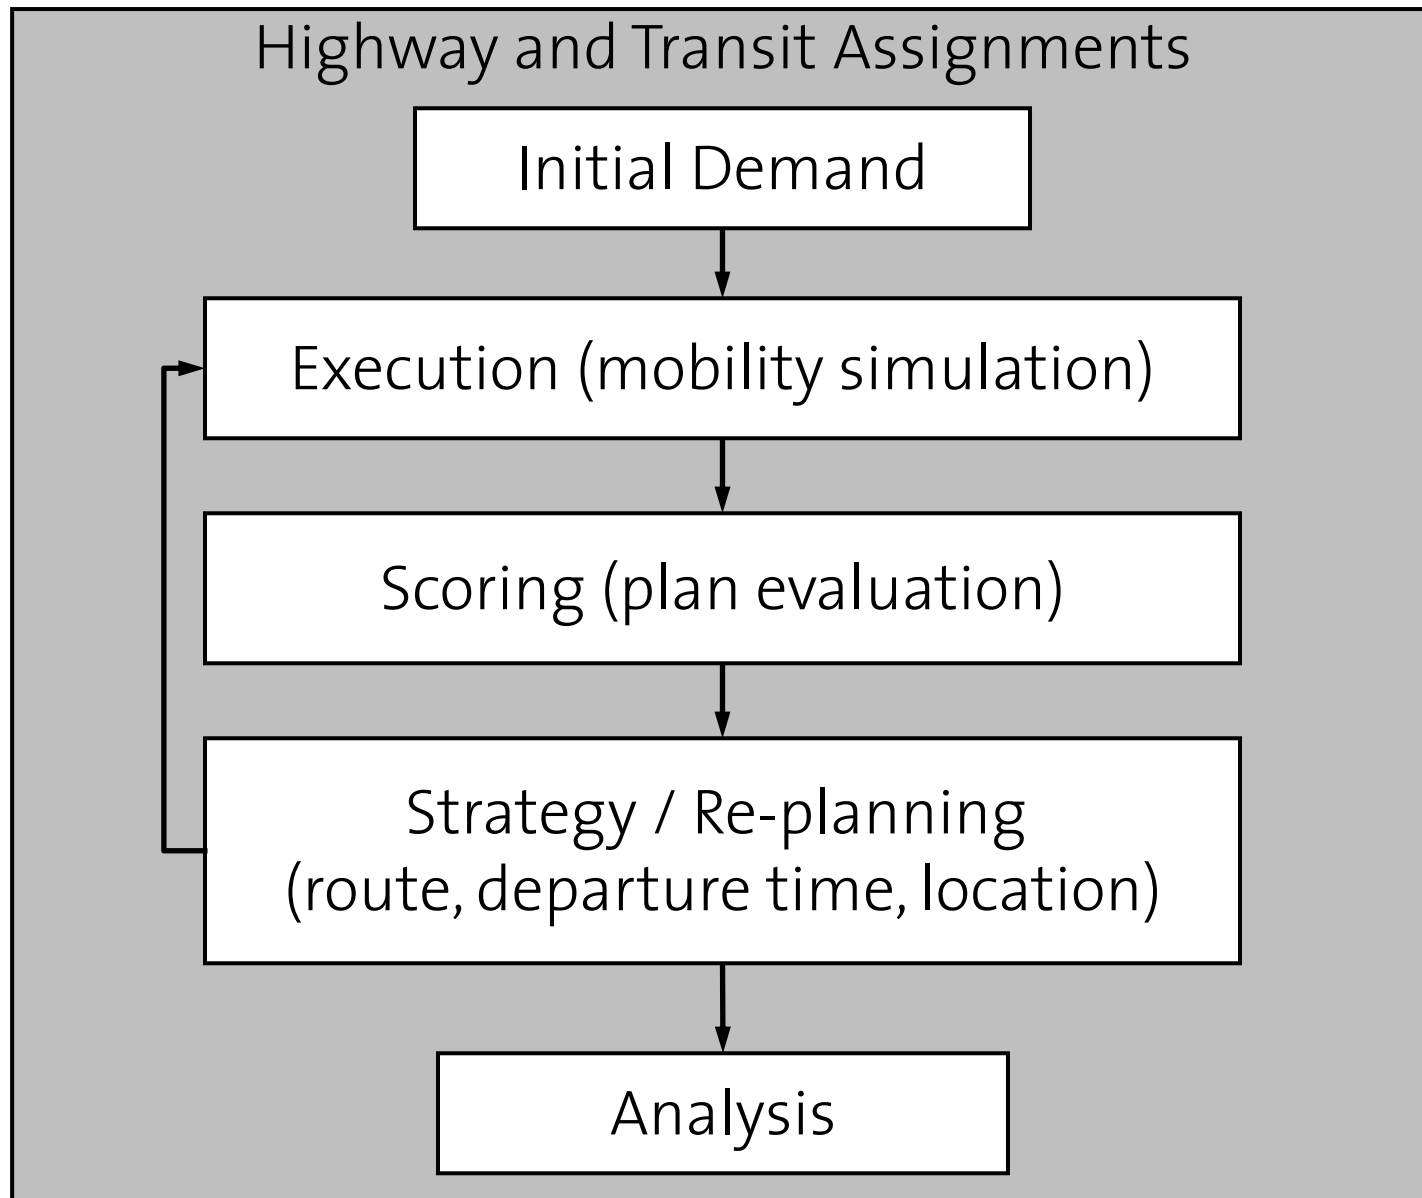 Highway and Transit Assignments
Initial Demand
Execution (mobility simulation)
Scoring (plan evaluation)
Strategy / Re-planning
(route, departure time, location)
Analysis